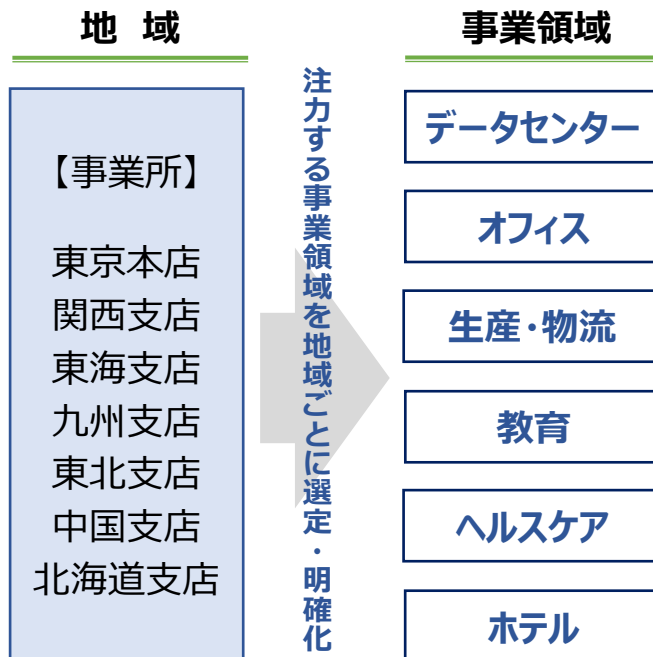 地 域
【事業所】
東京本店
関西支店
東海支店
九州支店
東北支店
中国支店
北海道支店
注力する事業領域を地域ごとに選定・明確化
事業領域
データセンター
オフィス
生産・物流
教育
ヘルスケア
ホテル